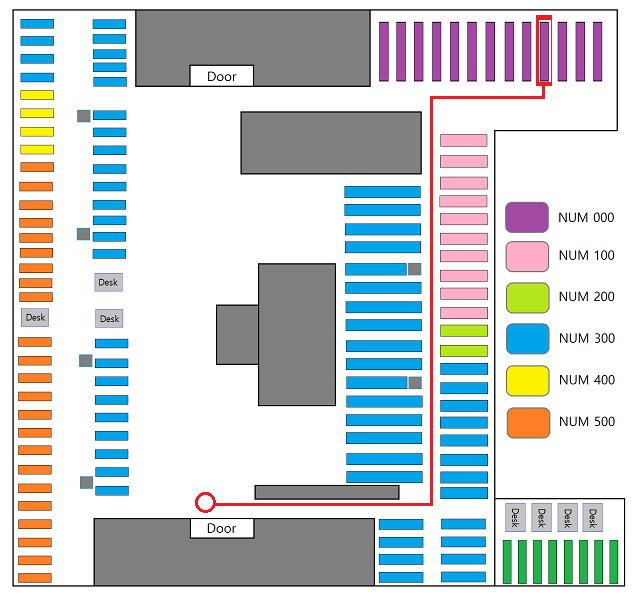 Door
NUM 000
NUM 100
NUM 200
Desk
Desk
Desk
NUM 300
NUM 400
NUM 500
Desk
Desk
Desk
Desk
Door